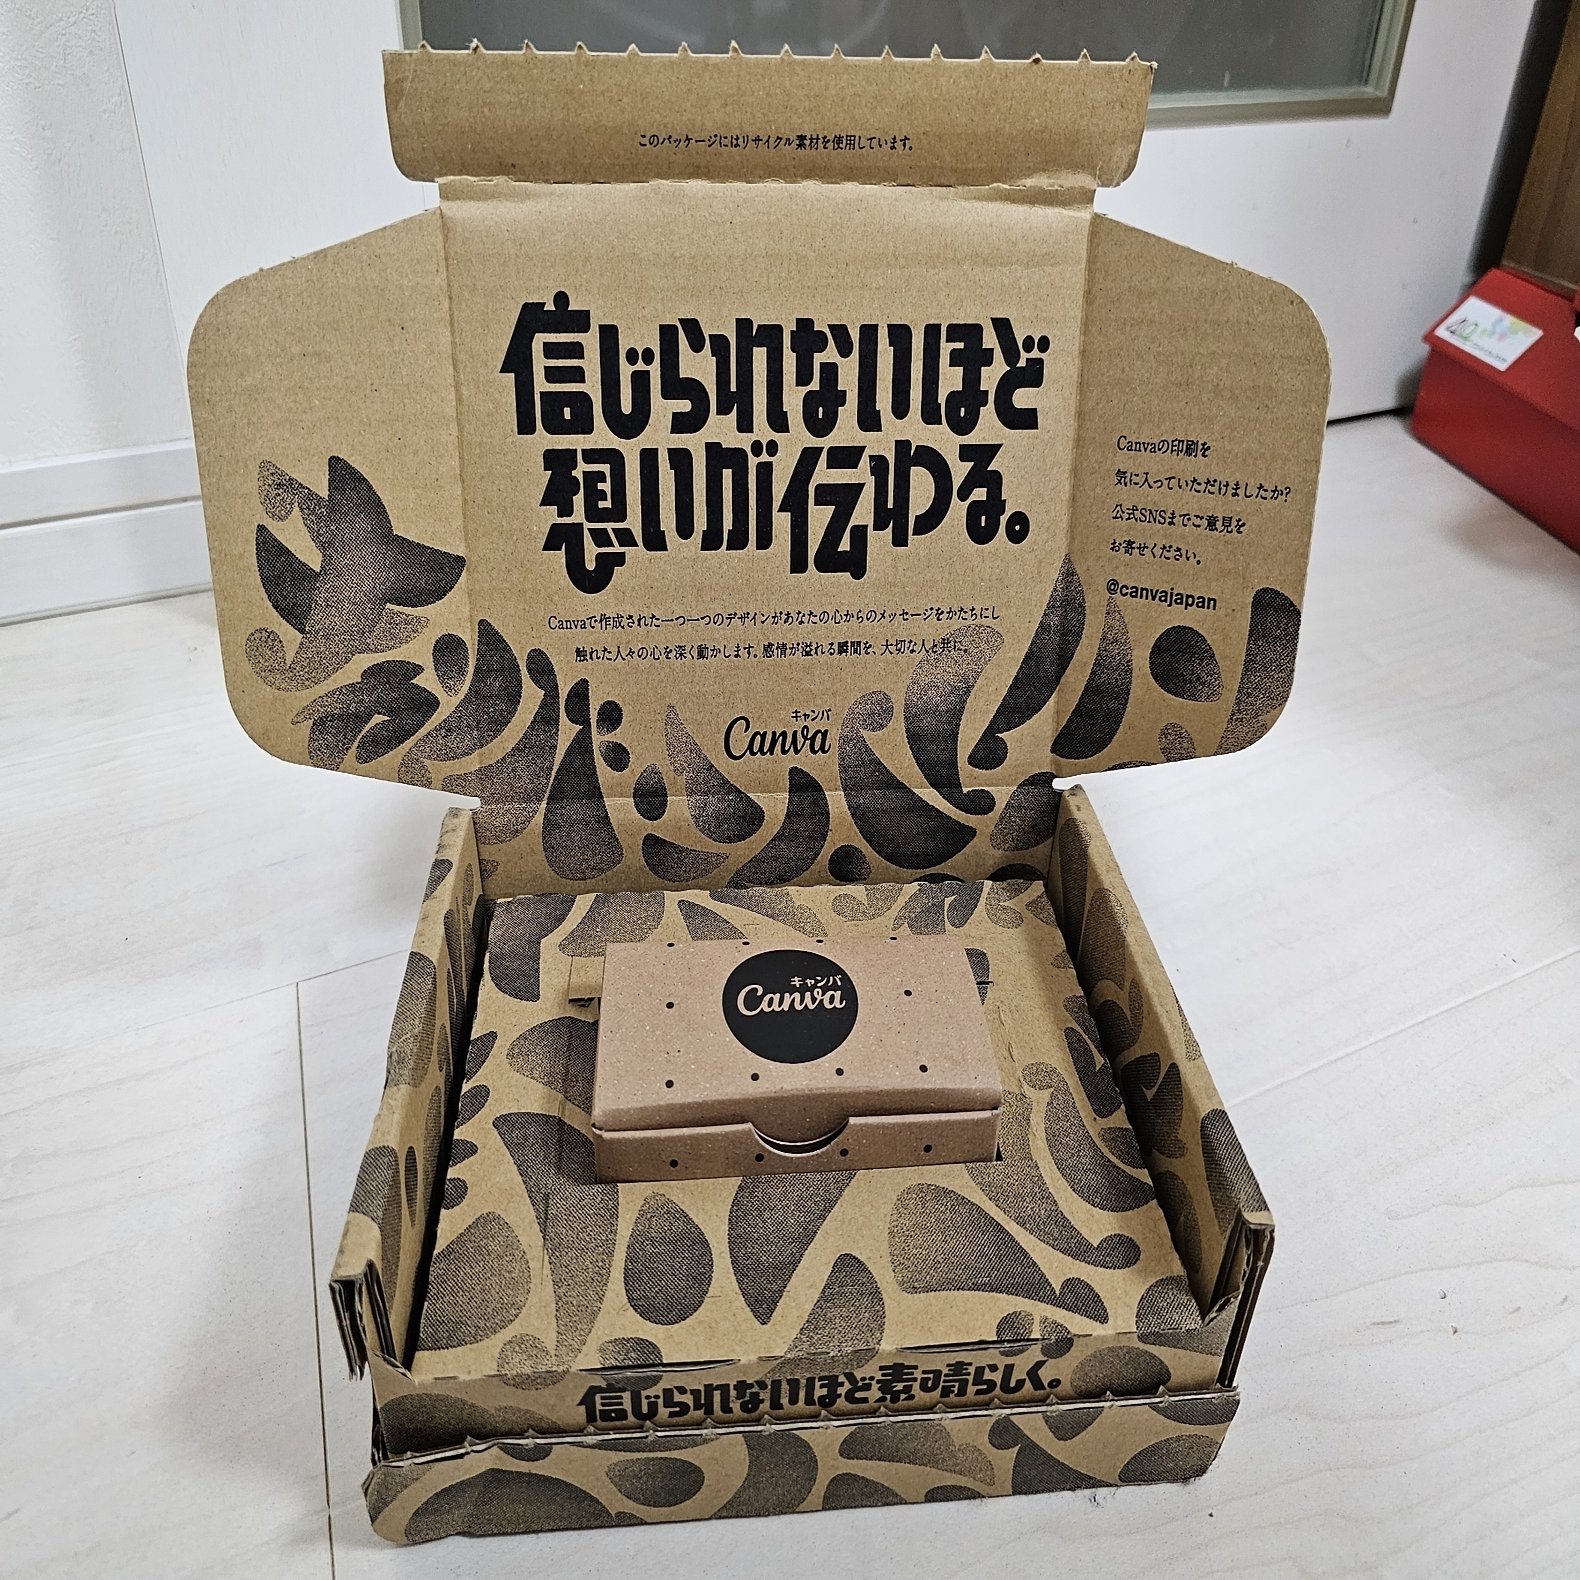 このパッケージにはリサイクル素材を使用しています。
信じられないほど
想いが伝わる。
Canvaで作成された一つ一つのデザインがあなたの心からのメッセージをかたちにし
触れた人々の心を深く動かします。感情が溢れる瞬間を、大切な人と共に。
キャンバ
Canva
Canvaの印刷を
気に入っていただけましたか?
公式SNSまでご意見を
お寄せください。
@canvajapan
キャンバ
Canva
信じられないほど素晴らしく。